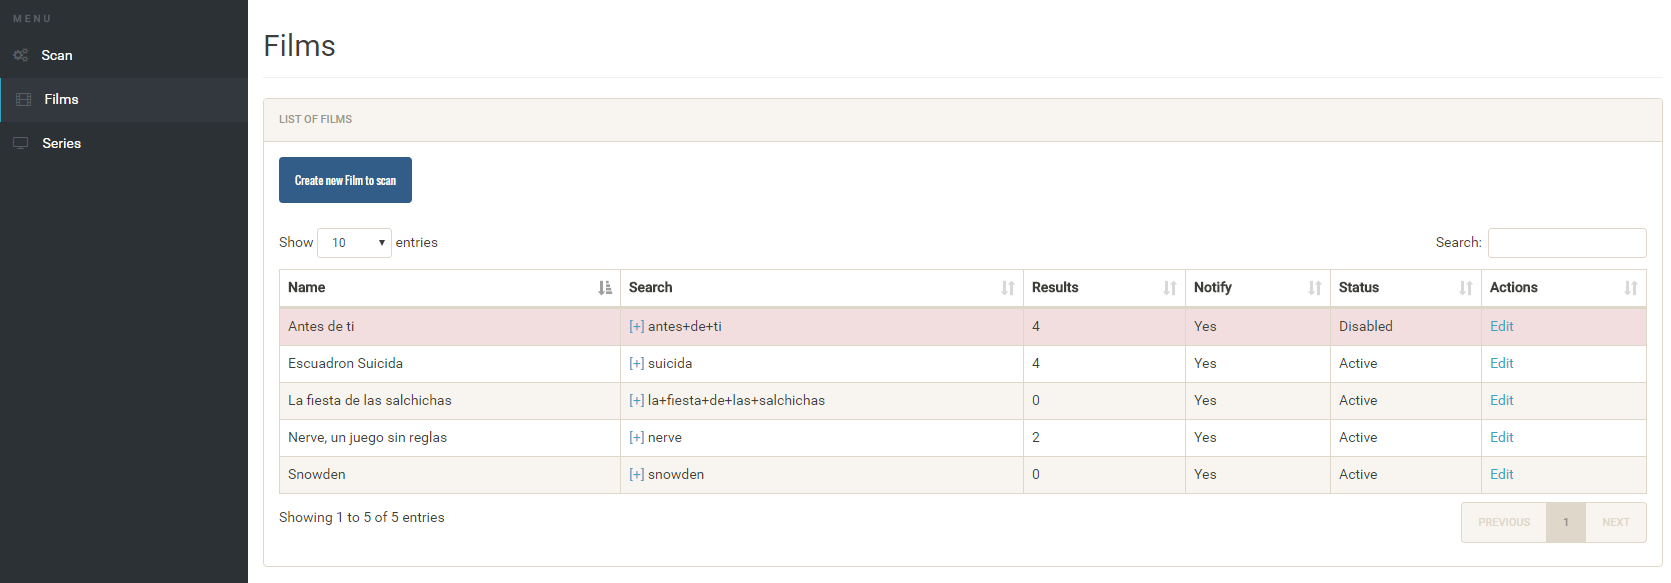 MENU
Scan
Films
Series
Films
LIST OF FILMS
Create new Film to scan
Show 10 entries
Search:
Name Search Results Notify Status Actions
Antes de ti [+] antes+de+ti 4 Yes Disabled Edit
Escuadron Suicida [+] suicida 4 Yes Active Edit
La fiesta de las salchichas [+] la+fiesta+de+las+salchichas 0 Yes Active Edit
Nerve, un juego sin reglas [+] nerve 2 Yes Active Edit
Snowden [+] snowden 0 Yes Active Edit
Showing 1 to 5 of 5 entries
PREVIOUS 1 NEXT